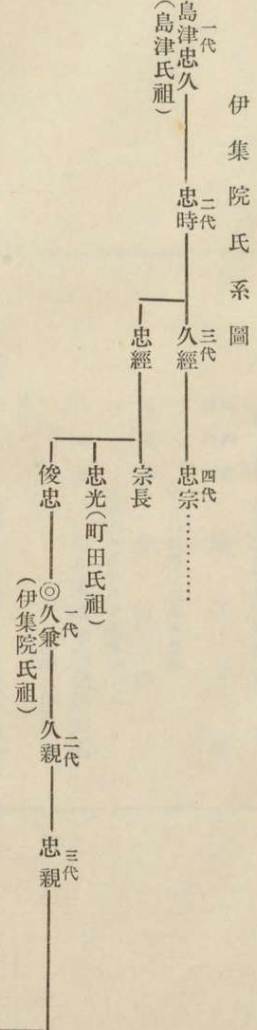 伊集院氏系圖
一代
島津忠久
（島津氏祖）
二代
忠時
三代
久經
四代
忠宗…………
忠經
宗長
忠光（町田氏祖）
俊忠
一代
◎久兼
（伊集院氏祖）
二代
久親
三代
忠親